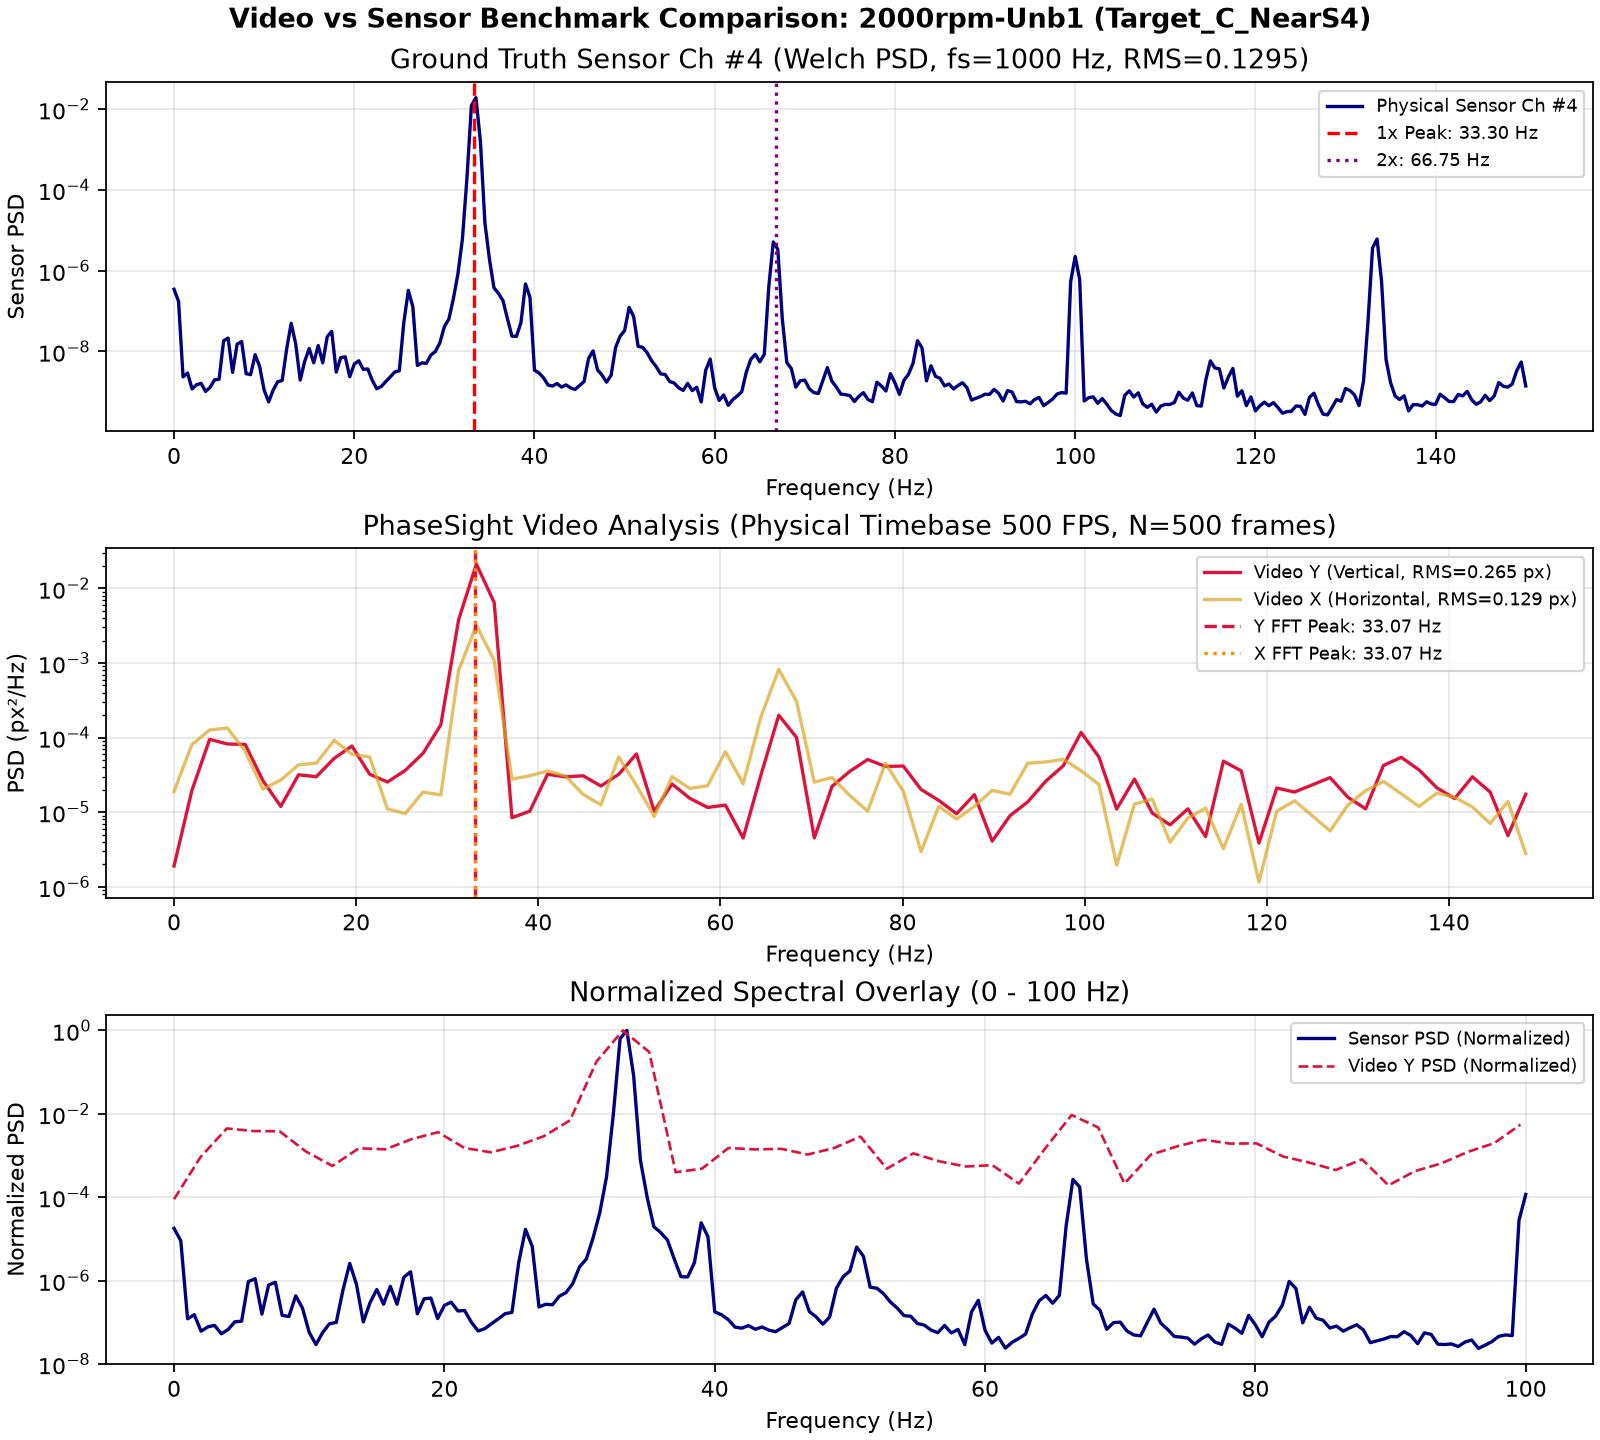 Video vs Sensor Benchmark Comparison: 2000rpm-Unb1 (Target_C_NearS4)
Ground Truth Sensor Ch #4 (Welch PSD, fs=1000 Hz, RMS=0.1295)
Sensor PSD
10⁻²
10⁻⁴
10⁻⁶
10⁻⁸
Physical Sensor Ch #4
1x Peak: 33.30 Hz
2x: 66.75 Hz
0 20 40 60 80 100 120 140
Frequency (Hz)
PhaseSight Video Analysis (Physical Timebase 500 FPS, N=500 frames)
PSD (px²/Hz)
10⁻²
10⁻³
10⁻⁴
10⁻⁵
10⁻⁶
Video Y (Vertical, RMS=0.265 px)
Video X (Horizontal, RMS=0.129 px)
Y FFT Peak: 33.07 Hz
X FFT Peak: 33.07 Hz
0 20 40 60 80 100 120 140
Frequency (Hz)
Normalized Spectral Overlay (0 - 100 Hz)
Normalized PSD
10⁰
10⁻²
10⁻⁴
10⁻⁶
10⁻⁸
Sensor PSD (Normalized)
Video Y PSD (Normalized)
0 20 40 60 80 100
Frequency (Hz)